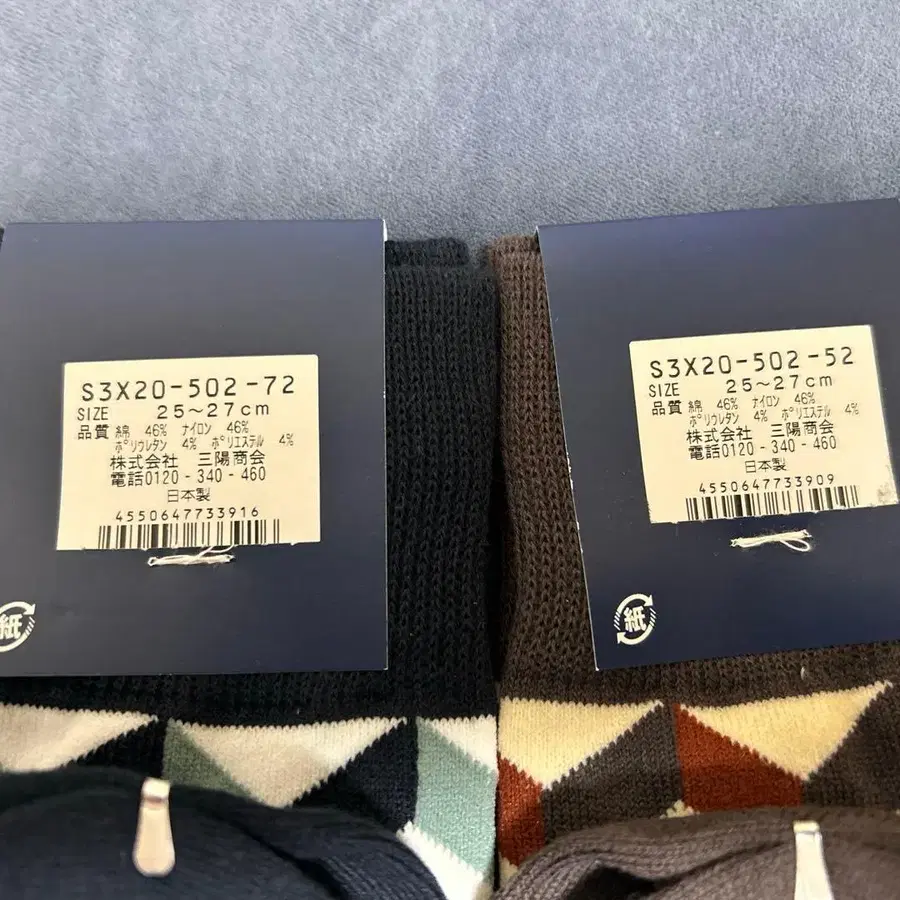 S3X20-502-72
SIZE 25～27cm
品質 綿 46% ナイロン 46%
ポリウレタン 4% ポリエステル 4%
株式会社 三陽商会
電話0120-340-460
日本製
4550647733916
紙
S3X20-502-52
SIZE 25～27cm
品質 綿 46% ナイロン 46%
ポリウレタン 4% ポリエステル 4%
株式会社 三陽商会
電話0120-340-460
日本製
4550647733909
紙